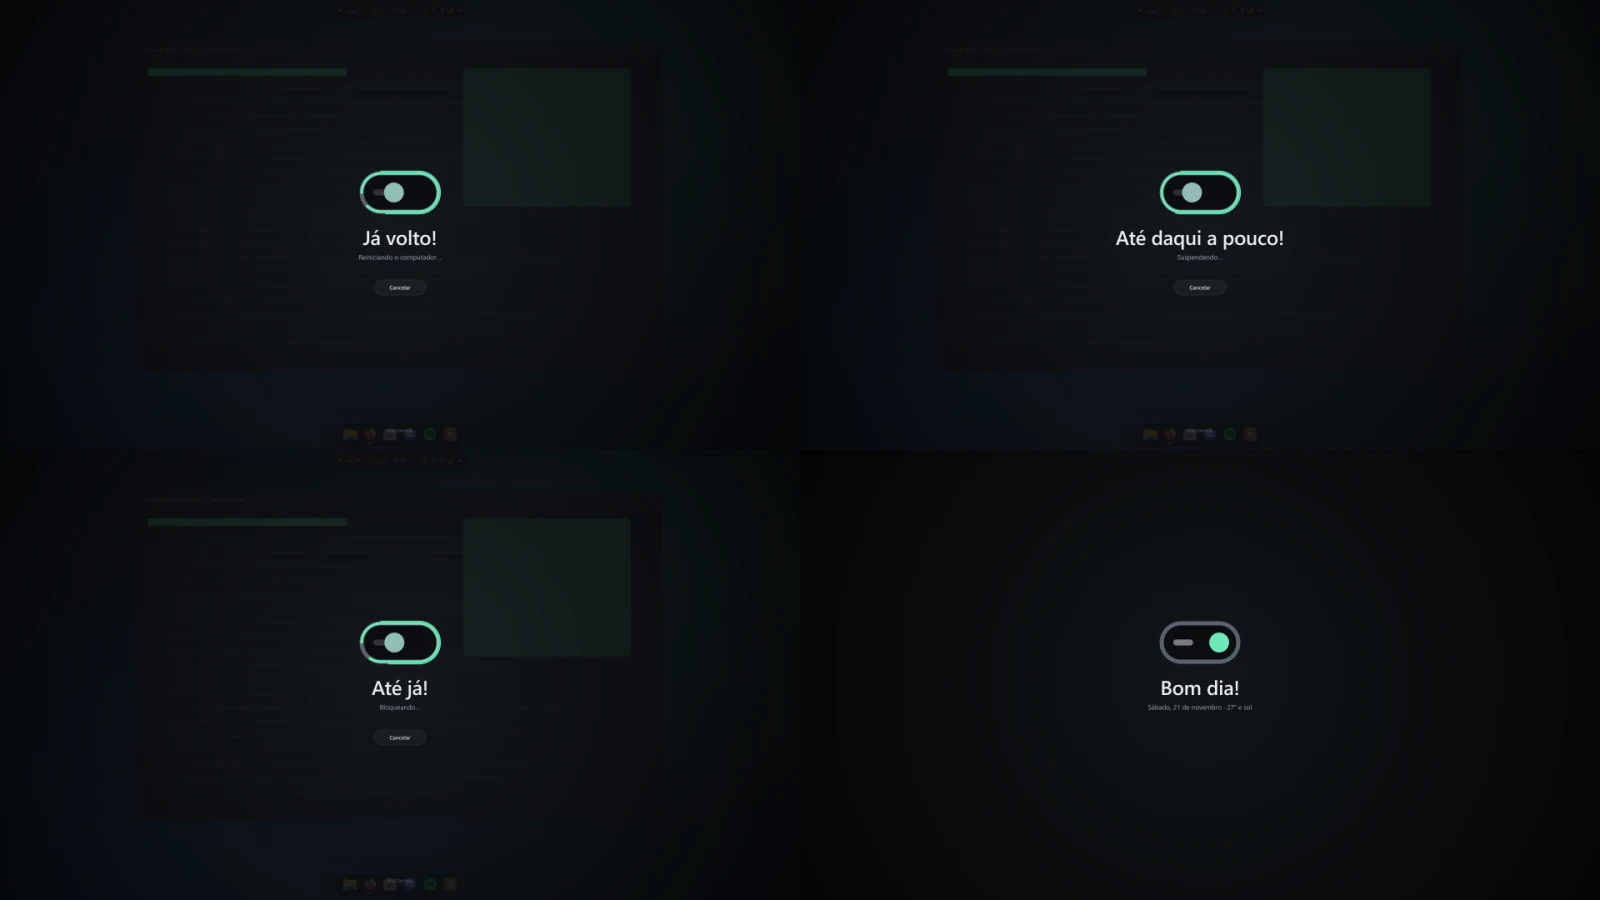 Já volto!
Reiniciando o computador...
Cancelar
Até daqui a pouco!
Suspendendo...
Cancelar
Até já!
Bloqueando...
Cancelar
Bom dia!
Sábado, 21 de novembro · 27° e sol